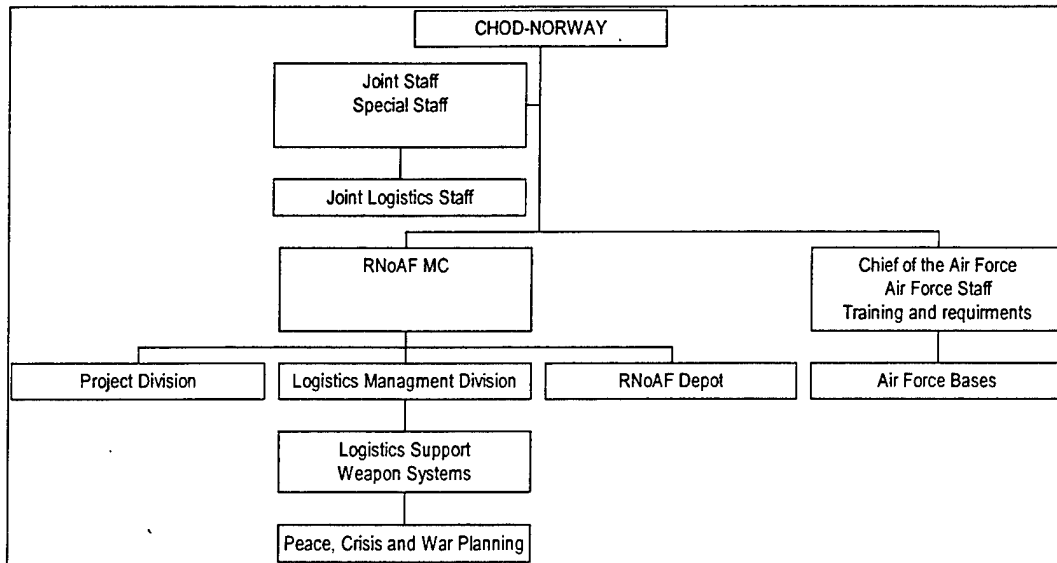 CHOD-NORWAY
Joint Staff
Special Staff
Joint Logistics Staff
RNoAF MC
Chief of the Air Force
Air Force Staff
Training and requirments
Project Division
Logistics Managment Division
RNoAF Depot
Air Force Bases
Logistics Support
Weapon Systems
Peace, Crisis and War Planning